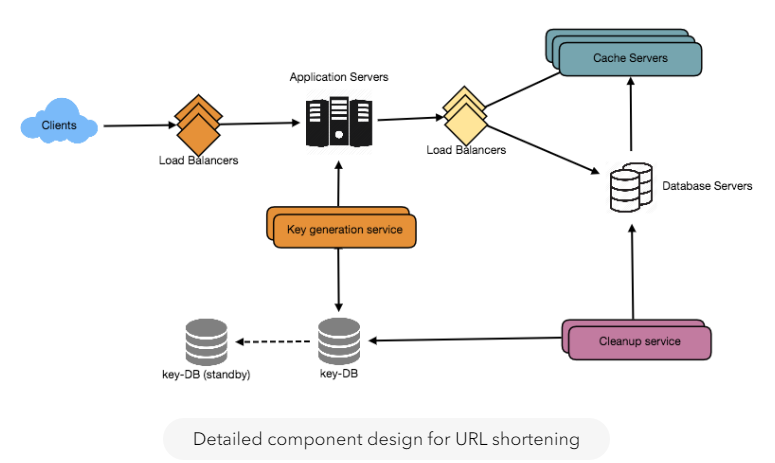 Cache Servers
Application Servers
Clients
Load Balancers
Load Balancers
Database Servers
Key generation service
Cleanup service
key-DB (standby)
key-DB
Detailed component design for URL shortening